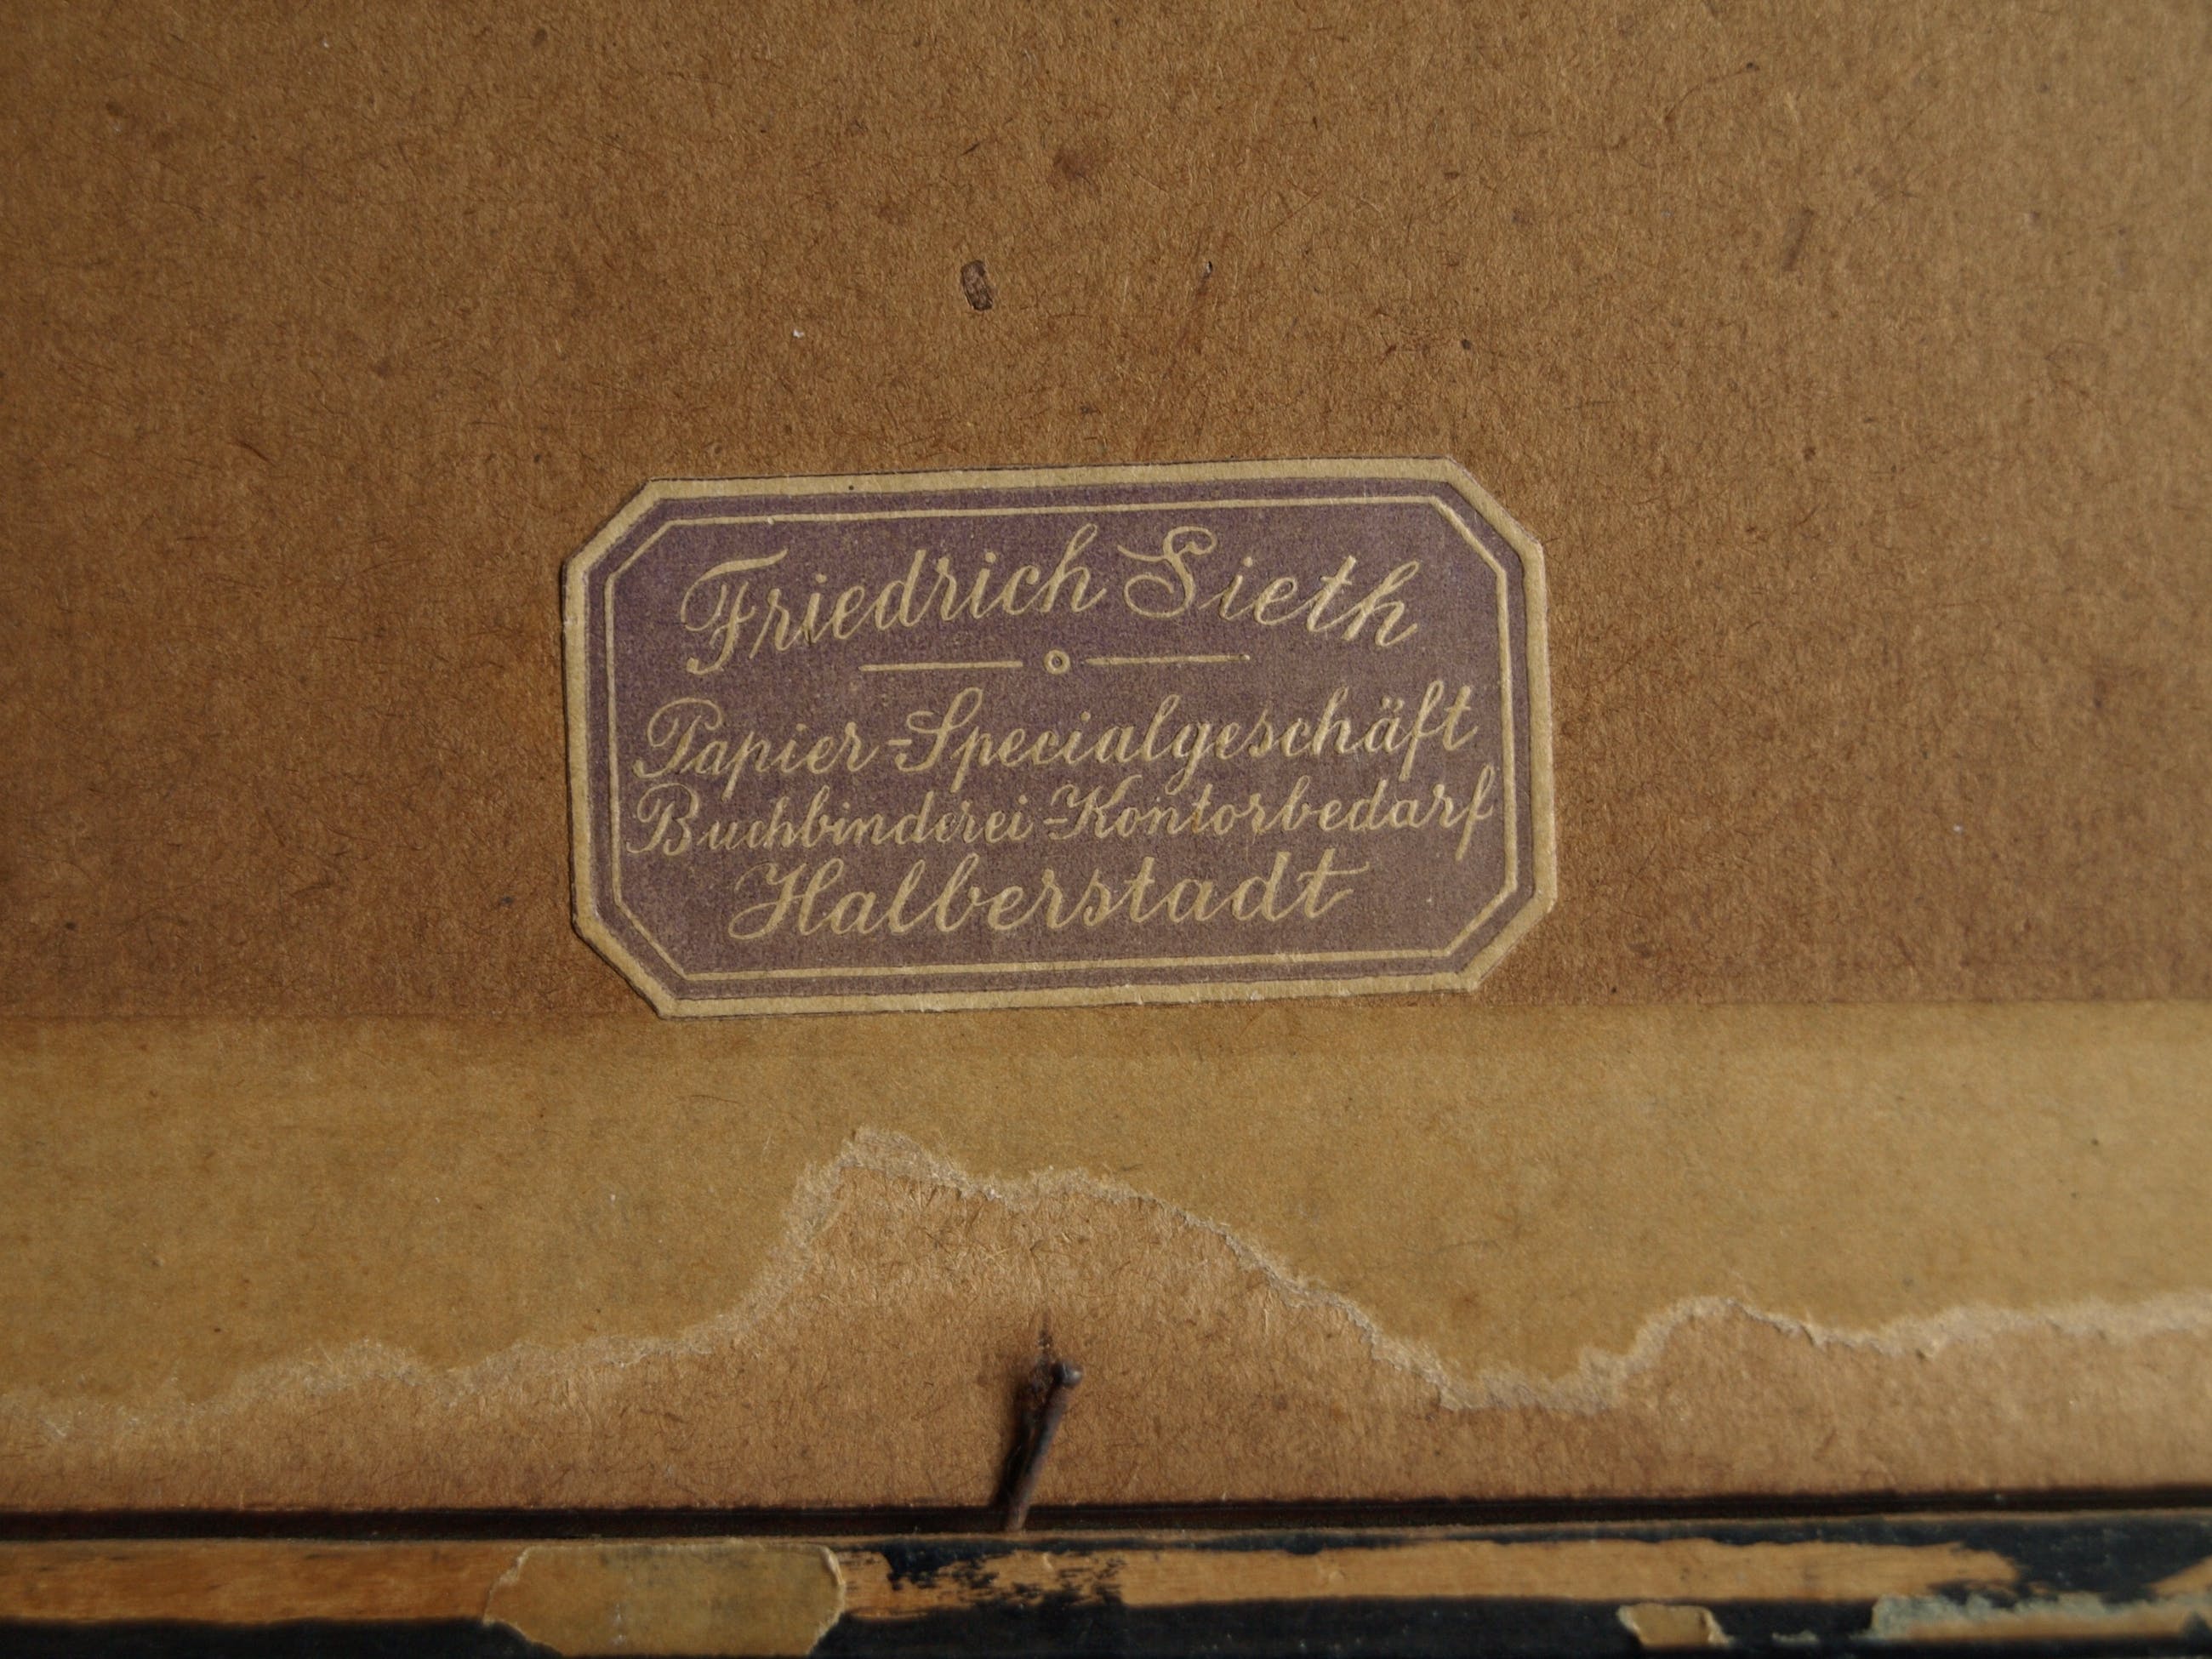 Friedrich Sieth
Papier-Specialgeschäft
Buchbinderei-Kontorbedarf
Halberstadt